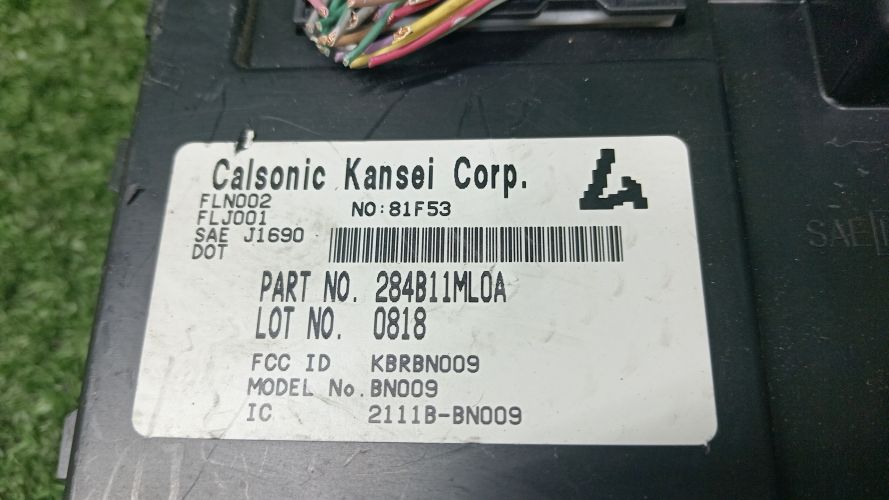 Calsonic Kansei Corp.
FLN002
NO:81F53
FLJ001
SAE J1690
DOT
PART NO. 284B11ML0A
LOT NO. 0818
FCC ID KBRBN009
MODEL No. BN009
IC 2111B-BN009
SAE